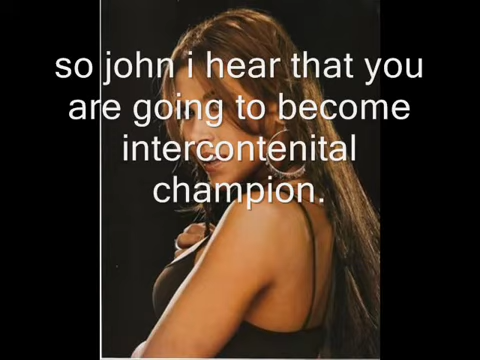 so john i hear that you
are going to become
intercontenital
champion.